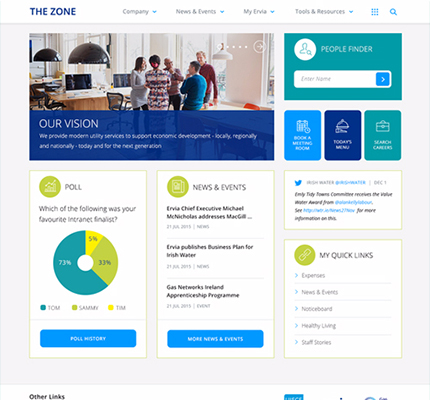 THE ZONE
Company
News & Events
My Ervia
Tools & Resources
OUR VISION
We provide modern utility services to support economic development - locally, regionally
and nationally - today and for the next generation
PEOPLE FINDER
Enter Name
BOOK A
MEETING
ROOM
TODAY'S
MENU
SEARCH
CAREERS
POLL
Which of the following was your
favourite Intranet finalist?
5%
73%
33%
TOM
SAMMY
TIM
POLL HISTORY
NEWS & EVENTS
Ervia Chief Executive Michael
McNicholas addresses MacGill ...
21 JUL 2015 | NEWS
Ervia publishes Business Plan for
Irish Water
21 JUL 2015 | NEWS
Gas Networks Ireland
Apprenticeship Programme
21 JUL 2015 | EVENT
MORE NEWS & EVENTS
IRISH WATER @IRISHWATER | DEC 1
Emly Tidy Towns Committee receives the Value
Water Award from
See
for more
information on this.
MY QUICK LINKS
Expenses
News & Events
Noticeboard
Healthy Living
Staff Stories
Other Links